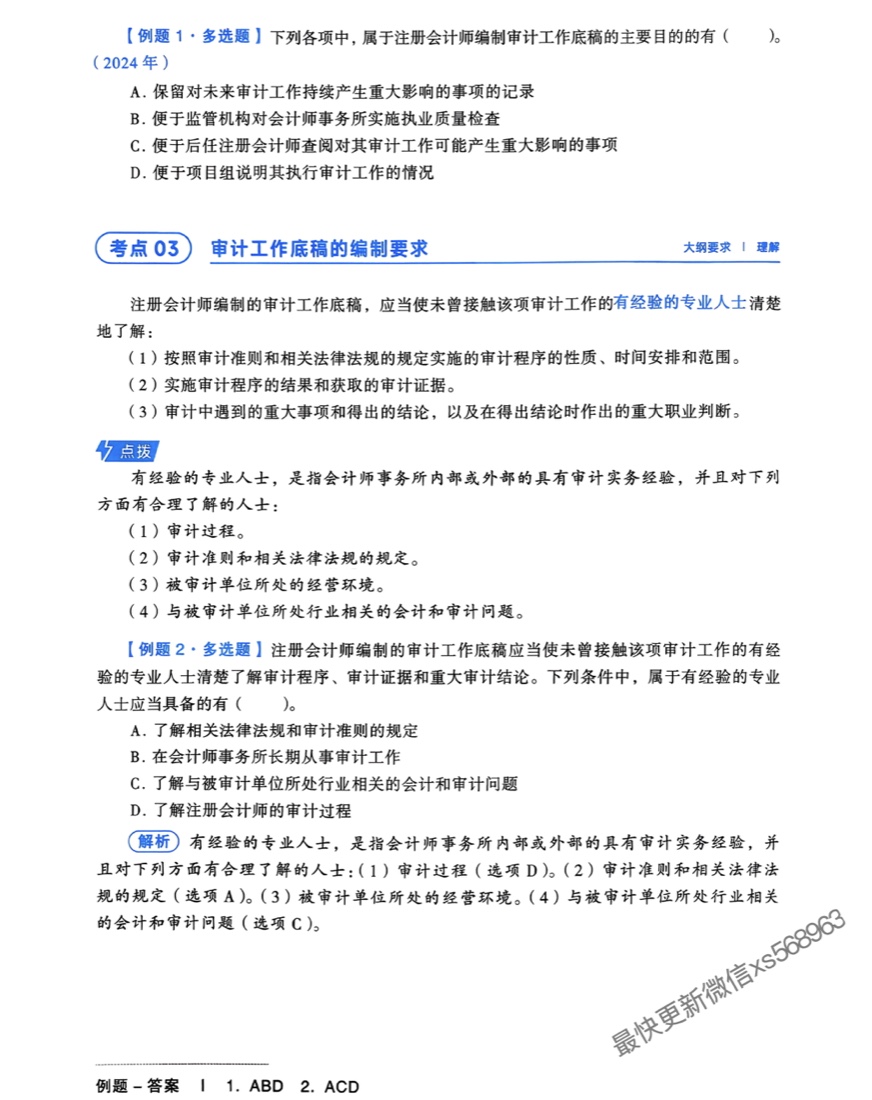 【例题 1·多选题】下列各项中，属于注册会计师编制审计工作底稿的主要目的的有（　　）。
（2024 年）
A. 保留对未来审计工作持续产生重大影响的事项的记录
B. 便于监管机构对会计师事务所实施执业质量检查
C. 便于后任注册会计师查阅对其审计工作可能产生重大影响的事项
D. 便于项目组说明其执行审计工作的情况
考点 03 审计工作底稿的编制要求 大纲要求 | 理解
注册会计师编制的审计工作底稿，应当使未曾接触该项审计工作的有经验的专业人士清楚
地了解：
（1）按照审计准则和相关法律法规的规定实施的审计程序的性质、时间安排和范围。
（2）实施审计程序的结果和获取的审计证据。
（3）审计中遇到的重大事项和得出的结论，以及在得出结论时作出的重大职业判断。
点拨
有经验的专业人士，是指会计师事务所内部或外部的具有审计实务经验，并且对下列
方面有合理了解的人士：
（1）审计过程。
（2）审计准则和相关法律法规的规定。
（3）被审计单位所处的经营环境。
（4）与被审计单位所处行业相关的会计和审计问题。
【例题 2·多选题】注册会计师编制的审计工作底稿应当使未曾接触该项审计工作的有经
验的专业人士清楚了解审计程序、审计证据和重大审计结论。下列条件中，属于有经验的专业
人士应当具备的有（　　）。
A. 了解相关法律法规和审计准则的规定
B. 在会计师事务所长期从事审计工作
C. 了解与被审计单位所处行业相关的会计和审计问题
D. 了解注册会计师的审计过程
解析 有经验的专业人士，是指会计师事务所内部或外部的具有审计实务经验，并
且对下列方面有合理了解的人士：（1）审计过程（选项 D）。（2）审计准则和相关法律法
规的规定（选项 A）。（3）被审计单位所处的经营环境。（4）与被审计单位所处行业相关
的会计和审计问题（选项 C）。
最快更新微信xs568963
例题－答案 | 1. ABD 2. ACD